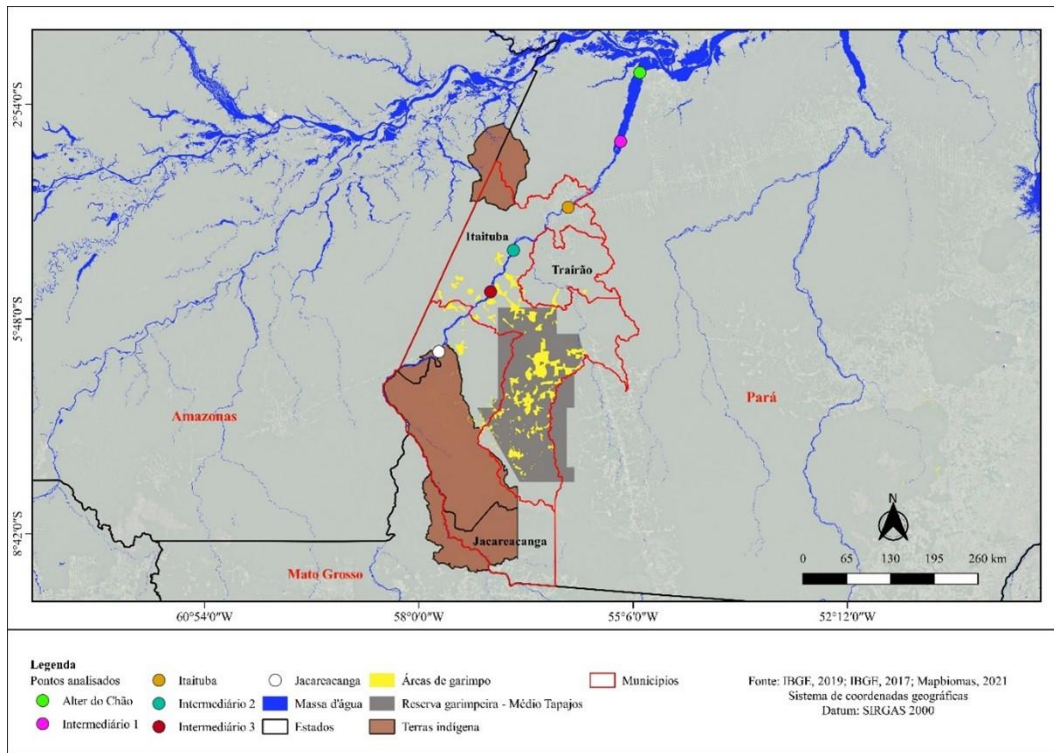 2°54'0"S
5°48'0"S
8°42'0"S
Itaituba
Trairão
Amazonas
Pará
Jacareacanga
Mato Grosso
N
0 65 130 195 260 km
60°54'0"W 58°0'0"W 55°6'0"W 52°12'0"W
Legenda
Pontos analisados
Alter do Chão
Intermediário 1
Itaituba
Intermediário 2
Intermediário 3
Jacareacanga
Massa d'água
Estados
Áreas de garimpo
Reserva garimpeira - Médio Tapajos
Terras indígena
Municípios
Fonte: IBGE, 2019; IBGE, 2017; Mapbiomas, 2021
Sistema de coordenadas geográficas
Datum: SIRGAS 2000